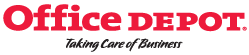 Office DEPOT.
Taking Care of Business